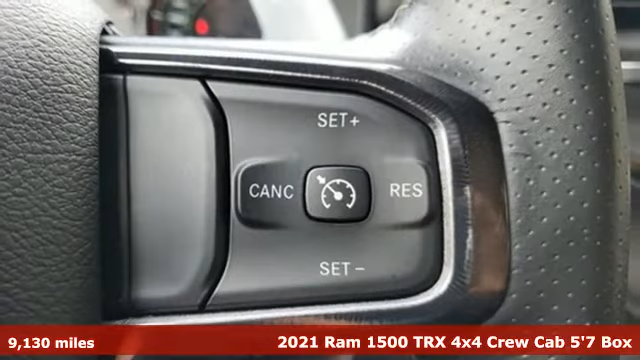 SET+
CANC
RES
SET-
9,130 miles
2021 Ram 1500 TRX 4x4 Crew Cab 5'7 Box